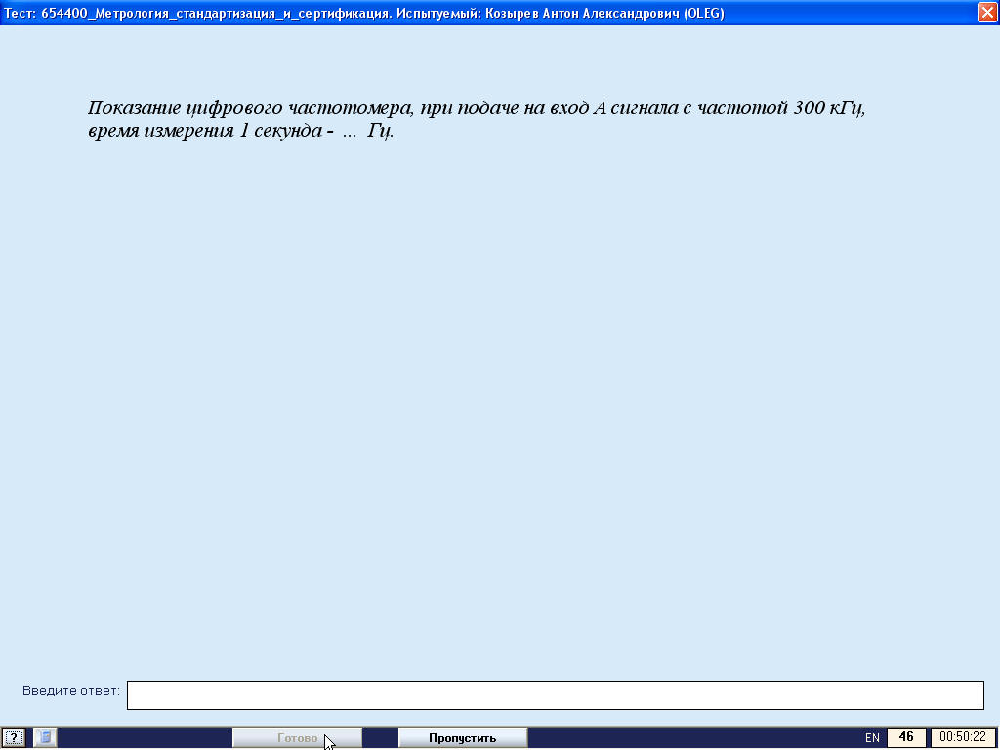 Тест: 654400_Метрология_стандартизация_и_сертификация. Испытуемый: Козырев Антон Александрович (OLEG)
Показание цифрового частотомера, при подаче на вход А сигнала с частотой 300 кГц,
время измерения 1 секунда - ... Гц.
Введите ответ:
? Готово Пропустить EN 46 00:50:22